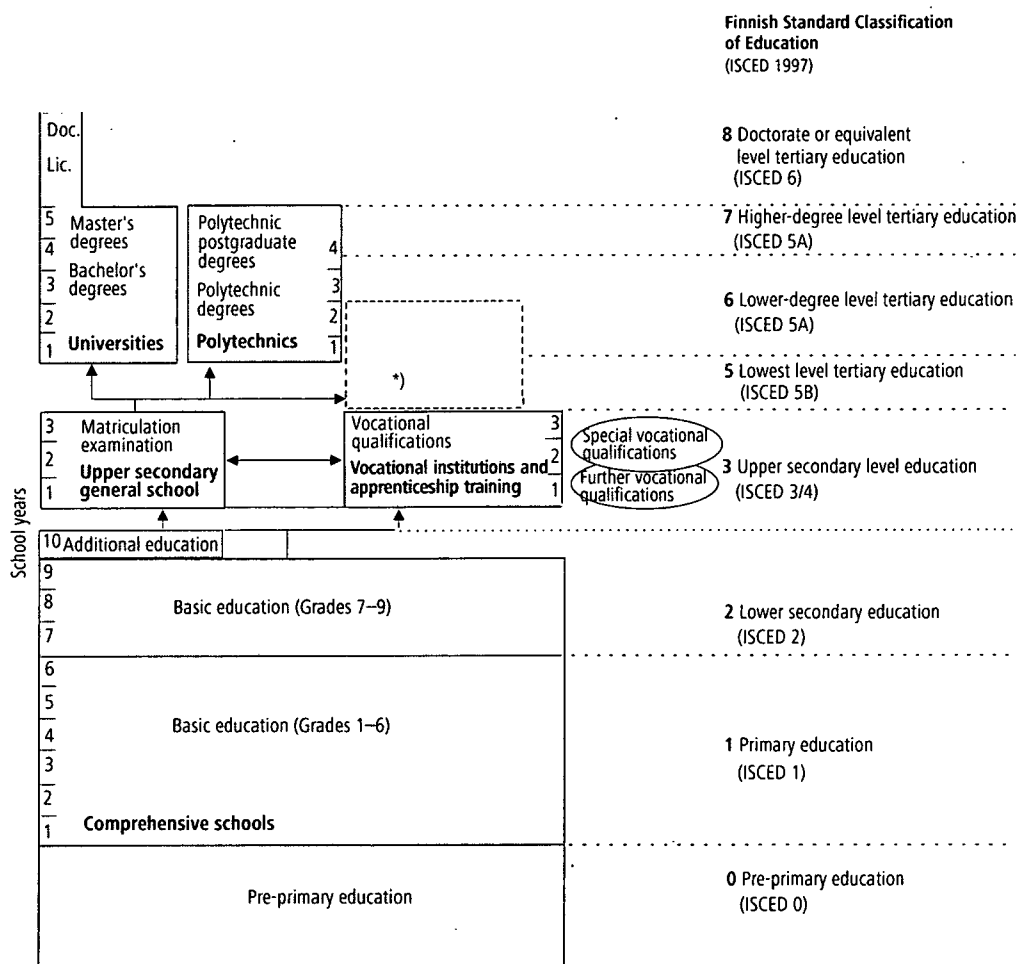 Finnish Standard Classification
of Education
(ISCED 1997)
Doc.
Lic.
8 Doctorate or equivalent
level tertiary education
(ISCED 6)
5
4
3
2
1
Master's
degrees
Bachelor's
degrees
Universities
Polytechnic
postgraduate
degrees
Polytechnic
degrees
Polytechnics
4
3
2
1
7 Higher-degree level tertiary education
(ISCED 5A)
6 Lower-degree level tertiary education
(ISCED 5A)
*)
5 Lowest level tertiary education
(ISCED 5B)
3
2
1
Matriculation
examination
Upper secondary
general school
Vocational
qualifications
Vocational institutions and
apprenticeship training
3
2
1
Special vocational
qualifications
Further vocational
qualifications
3 Upper secondary level education
(ISCED 3/4)
School years
10 Additional education
9
8
7
Basic education (Grades 7–9)
2 Lower secondary education
(ISCED 2)
6
5
4
3
2
1
Basic education (Grades 1–6)
Comprehensive schools
1 Primary education
(ISCED 1)
Pre-primary education
0 Pre-primary education
(ISCED 0)